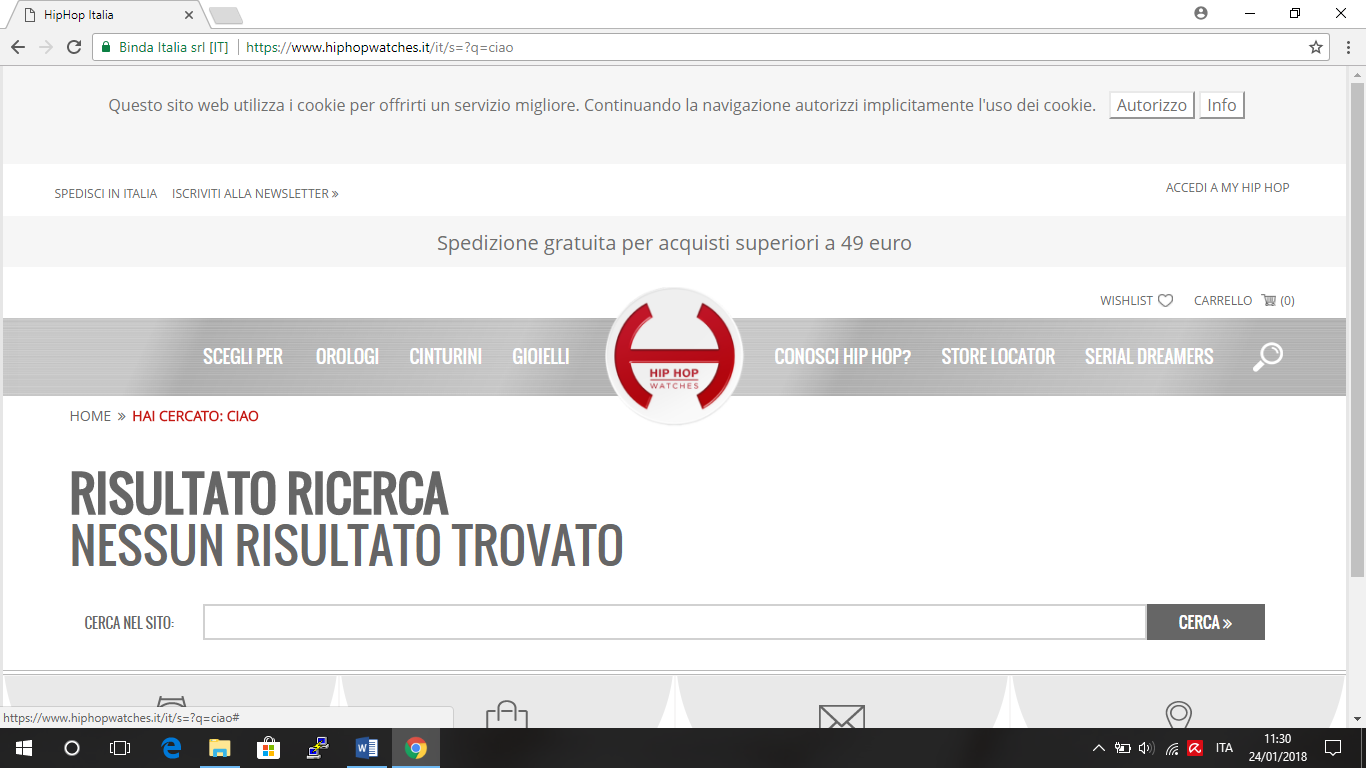 HipHop Italia
Binda Italia srl [IT] https://www.hiphopwatches.it/it/s=?q=ciao
Questo sito web utilizza i cookie per offrirti un servizio migliore. Continuando la navigazione autorizzi implicitamente l'uso dei cookie. Autorizzo Info
SPEDISCI IN ITALIA ISCRIVITI ALLA NEWSLETTER » ACCEDI A MY HIP HOP
Spedizione gratuita per acquisti superiori a 49 euro
WISHLIST CARRELLO (0)
SCEGLI PER OROLOGI CINTURINI GIOIELLI HIP HOP WATCHES CONOSCI HIP HOP? STORE LOCATOR SERIAL DREAMERS
HOME » HAI CERCATO: CIAO
RISULTATO RICERCA
NESSUN RISULTATO TROVATO
CERCA NEL SITO: CERCA »
https://www.hiphopwatches.it/it/s=?q=ciao#
ITA 11:30
24/01/2018